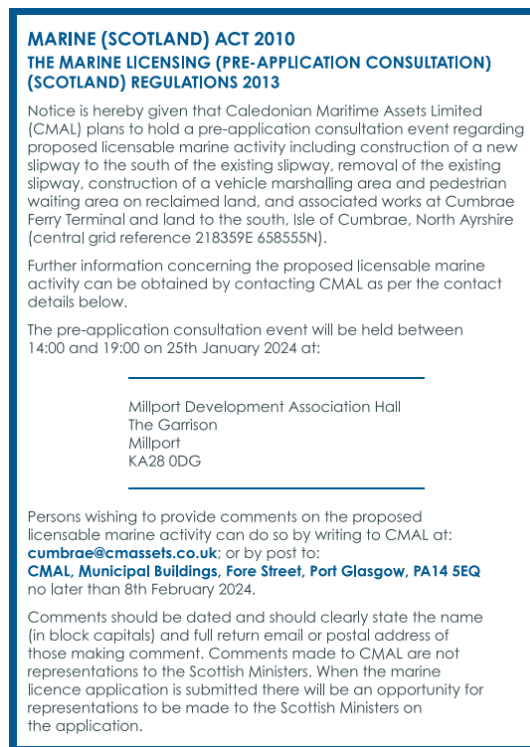 MARINE (SCOTLAND) ACT 2010
THE MARINE LICENSING (PRE-APPLICATION CONSULTATION)
(SCOTLAND) REGULATIONS 2013
Notice is hereby given that Caledonian Maritime Assets Limited
(CMAL) plans to hold a pre-application consultation event regarding
proposed licensable marine activity including construction of a new
slipway to the south of the existing slipway, removal of the existing
slipway, construction of a vehicle marshalling area and pedestrian
waiting area on reclaimed land, and associated works at Cumbrae
Ferry Terminal and land to the south, Isle of Cumbrae, North Ayrshire
(central grid reference 218359E 658555N).
Further information concerning the proposed licensable marine
activity can be obtained by contacting CMAL as per the contact
details below.
The pre-application consultation event will be held between
14:00 and 19:00 on 25th January 2024 at:
Millport Development Association Hall
The Garrison
Millport
KA28 0DG
Persons wishing to provide comments on the proposed
licensable marine activity can do so by writing to CMAL at:
cumbrae@cmassets.co.uk; or by post to:
CMAL, Municipal Buildings, Fore Street, Port Glasgow, PA14 5EQ
no later than 8th February 2024.
Comments should be dated and should clearly state the name
(in block capitals) and full return email or postal address of
those making comment. Comments made to CMAL are not
representations to the Scottish Ministers. When the marine
licence application is submitted there will be an opportunity for
representations to be made to the Scottish Ministers on
the application.